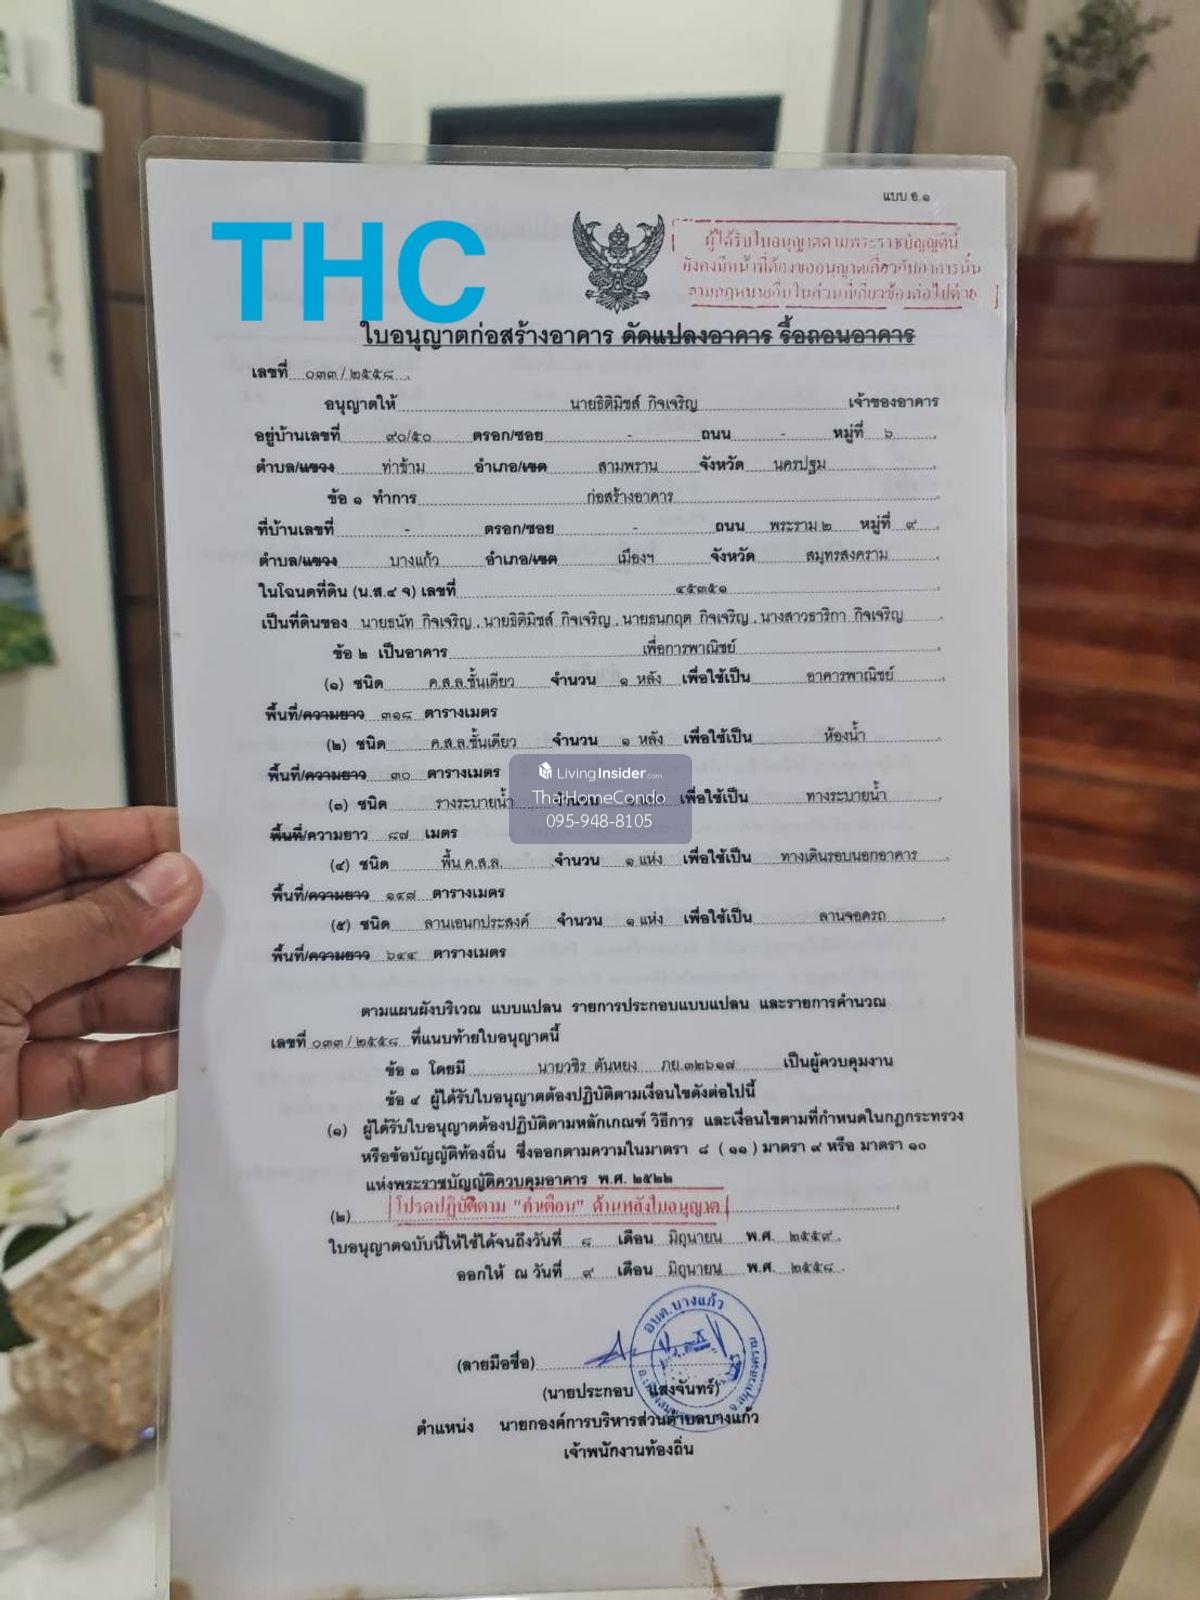 แบบ อ.๑
THC
ผู้ได้รับใบอนุญาตตามพระราชบัญญัตินี้
ยังคงมีหน้าที่ต้องขออนุญาตเกี่ยวกับอาคารนั้น
ตามกฎหมายอื่นในส่วนที่เกี่ยวข้องต่อไปด้วย
ใบอนุญาตก่อสร้างอาคาร ดัดแปลงอาคาร รื้อถอนอาคาร
เลขที่ ๐๓๓/๒๕๕๘
อนุญาตให้ นายธิติมิชส์ กิจเจริญ เจ้าของอาคาร
อยู่บ้านเลขที่ ๙๐/๕๐ ตรอก/ซอย - ถนน - หมู่ที่ ๖
ตำบล/แขวง ท่าข้าม อำเภอ/เขต สามพราน จังหวัด นครปฐม
ข้อ ๑ ทำการ ก่อสร้างอาคาร
ที่บ้านเลขที่ - ตรอก/ซอย - ถนน พระราม ๒ หมู่ที่ ๙
ตำบล/แขวง บางแก้ว อำเภอ/เขต เมืองฯ จังหวัด สมุทรสงคราม
ในโฉนดที่ดิน (น.ส.๔ จ) เลขที่ ๔๕๓๕๑
เป็นที่ดินของ นายธนัท กิจเจริญ , นายธิติมิชส์ กิจเจริญ , นายธนกฤต กิจเจริญ , นางสาวธาริกา กิจเจริญ
ข้อ ๒ เป็นอาคาร เพื่อการพาณิชย์
(๑) ชนิด ค.ส.ล.ชั้นเดียว จำนวน ๑ หลัง เพื่อใช้เป็น อาคารพาณิชย์
พื้นที่/ความยาว ๓๑๘ ตารางเมตร
(๒) ชนิด ค.ส.ล.ชั้นเดียว จำนวน ๑ หลัง เพื่อใช้เป็น ห้องน้ำ
พื้นที่/ความยาว ๓๐ ตารางเมตร
LivingInsider.com
(๓) ชนิด รางระบายน้ำ จำนวน เพื่อใช้เป็น ทางระบายน้ำ
ThaiHomeCondo
095-948-8105
พื้นที่/ความยาว ๘๗ เมตร
(๔) ชนิด พื้น ค.ส.ล. จำนวน ๑ แห่ง เพื่อใช้เป็น ทางเดินรอบนอกอาคาร
พื้นที่/ความยาว ๑๔๗ ตารางเมตร
(๕) ชนิด ลานเอนกประสงค์ จำนวน ๑ แห่ง เพื่อใช้เป็น ลานจอดรถ
พื้นที่/ความยาว ๖๔๔ ตารางเมตร
ตามแผนผังบริเวณ แบบแปลน รายการประกอบแบบแปลน และรายการคำนวณ
เลขที่ ๐๓๓/๒๕๕๘ ที่แนบท้ายใบอนุญาตนี้
ข้อ ๓ โดยมี นายวชิร ตันหยง ภย.๓๒๖๑๗ เป็นผู้ควบคุมงาน
ข้อ ๔ ผู้ได้รับใบอนุญาตต้องปฏิบัติตามเงื่อนไขดังต่อไปนี้
(๑) ผู้ได้รับใบอนุญาตต้องปฏิบัติตามหลักเกณฑ์ วิธีการ และเงื่อนไขตามที่กำหนดในกฎกระทรวง
หรือข้อบัญญัติท้องถิ่น ซึ่งออกตามความในมาตรา ๘ (๑๑) มาตรา ๙ หรือ มาตรา ๑๐
แห่งพระราชบัญญัติควบคุมอาคาร พ.ศ. ๒๕๒๒
(๒) โปรดปฏิบัติตาม "คำเตือน" ด้านหลังใบอนุญาต
ใบอนุญาตฉบับนี้ให้ใช้ได้จนถึงวันที่ ๘ เดือน มิถุนายน พ.ศ. ๒๕๕๙
ออกให้ ณ วันที่ ๙ เดือน มิถุนายน พ.ศ. ๒๕๕๘
อบต.บางแก้ว
จ.สมุทรสงคราม
(ลายมือชื่อ)
(นายประกอบ แสงจันทร์)
ตำแหน่ง นายกองค์การบริหารส่วนตำบลบางแก้ว
เจ้าพนักงานท้องถิ่น